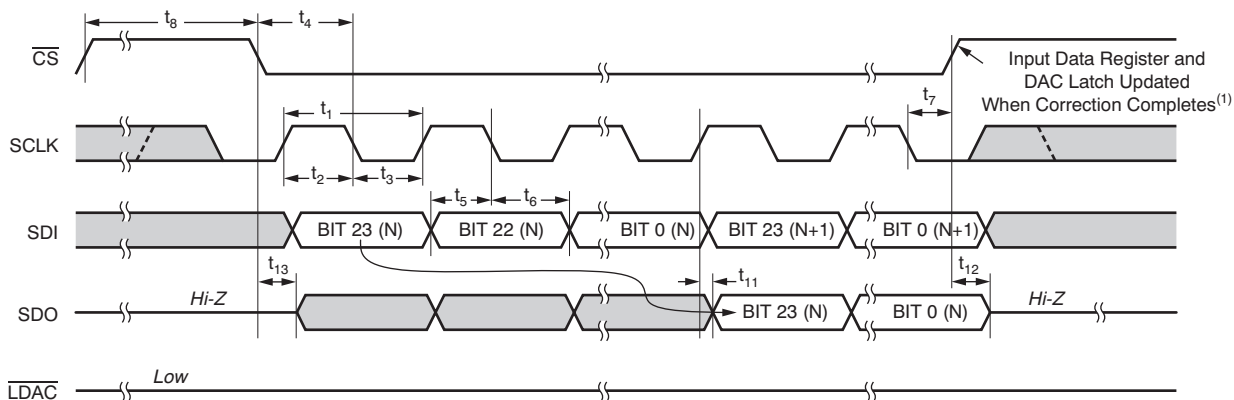 t8 t4
CS
Input Data Register and
DAC Latch Updated
When Correction Completes(1)
t7
t1
SCLK
t2 t3
t5 t6
SDI BIT 23 (N) BIT 22 (N) BIT 0 (N) BIT 23 (N+1) BIT 0 (N+1)
t13 t11 t12
Hi-Z Hi-Z
SDO BIT 23 (N) BIT 0 (N)
Low
LDAC